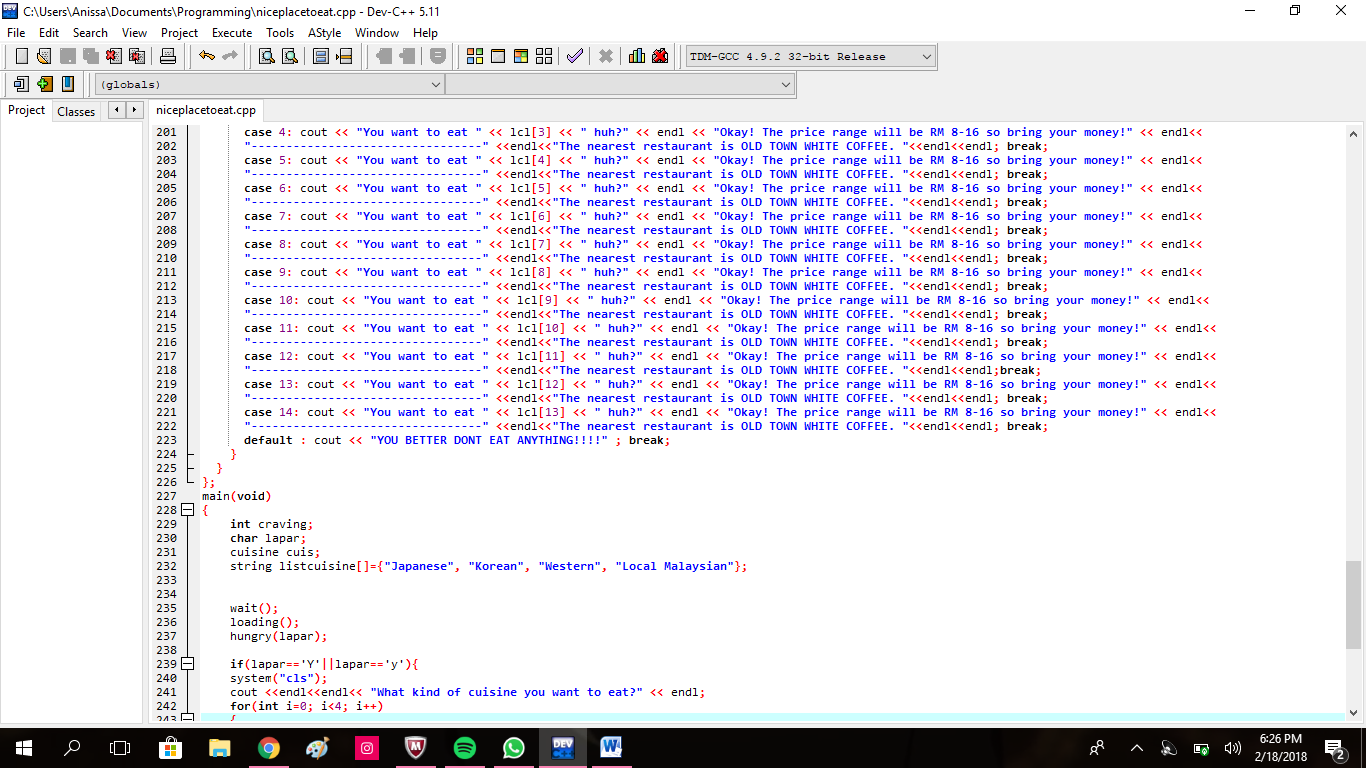 C:\Users\Anissa\Documents\Programming\niceplacetoeat.cpp - Dev-C++ 5.11
File Edit Search View Project Execute Tools AStyle Window Help
TDM-GCC 4.9.2 32-bit Release
(globals)
Project Classes niceplacetoeat.cpp
201 case 4: cout << "You want to eat " << lcl[3] << " huh?" << endl << "Okay! The price range will be RM 8-16 so bring your money!" << endl<<
202 "---------------------------------" <<endl<<"The nearest restaurant is OLD TOWN WHITE COFFEE. "<<endl<<endl; break;
203 case 5: cout << "You want to eat " << lcl[4] << " huh?" << endl << "Okay! The price range will be RM 8-16 so bring your money!" << endl<<
204 "---------------------------------" <<endl<<"The nearest restaurant is OLD TOWN WHITE COFFEE. "<<endl<<endl; break;
205 case 6: cout << "You want to eat " << lcl[5] << " huh?" << endl << "Okay! The price range will be RM 8-16 so bring your money!" << endl<<
206 "---------------------------------" <<endl<<"The nearest restaurant is OLD TOWN WHITE COFFEE. "<<endl<<endl; break;
207 case 7: cout << "You want to eat " << lcl[6] << " huh?" << endl << "Okay! The price range will be RM 8-16 so bring your money!" << endl<<
208 "---------------------------------" <<endl<<"The nearest restaurant is OLD TOWN WHITE COFFEE. "<<endl<<endl; break;
209 case 8: cout << "You want to eat " << lcl[7] << " huh?" << endl << "Okay! The price range will be RM 8-16 so bring your money!" << endl<<
210 "---------------------------------" <<endl<<"The nearest restaurant is OLD TOWN WHITE COFFEE. "<<endl<<endl; break;
211 case 9: cout << "You want to eat " << lcl[8] << " huh?" << endl << "Okay! The price range will be RM 8-16 so bring your money!" << endl<<
212 "---------------------------------" <<endl<<"The nearest restaurant is OLD TOWN WHITE COFFEE. "<<endl<<endl; break;
213 case 10: cout << "You want to eat " << lcl[9] << " huh?" << endl << "Okay! The price range will be RM 8-16 so bring your money!" << endl<<
214 "---------------------------------" <<endl<<"The nearest restaurant is OLD TOWN WHITE COFFEE. "<<endl<<endl; break;
215 case 11: cout << "You want to eat " << lcl[10] << " huh?" << endl << "Okay! The price range will be RM 8-16 so bring your money!" << endl<<
216 "---------------------------------" <<endl<<"The nearest restaurant is OLD TOWN WHITE COFFEE. "<<endl<<endl; break;
217 case 12: cout << "You want to eat " << lcl[11] << " huh?" << endl << "Okay! The price range will be RM 8-16 so bring your money!" << endl<<
218 "---------------------------------" <<endl<<"The nearest restaurant is OLD TOWN WHITE COFFEE. "<<endl<<endl;break;
219 case 13: cout << "You want to eat " << lcl[12] << " huh?" << endl << "Okay! The price range will be RM 8-16 so bring your money!" << endl<<
220 "---------------------------------" <<endl<<"The nearest restaurant is OLD TOWN WHITE COFFEE. "<<endl<<endl; break;
221 case 14: cout << "You want to eat " << lcl[13] << " huh?" << endl << "Okay! The price range will be RM 8-16 so bring your money!" << endl<<
222 "---------------------------------" <<endl<<"The nearest restaurant is OLD TOWN WHITE COFFEE. "<<endl<<endl; break;
223 default : cout << "YOU BETTER DONT EAT ANYTHING!!!!" ; break;
224 }
225 }
226 };
227 main(void)
228 {
229 int craving;
230 char lapar;
231 cuisine cuis;
232 string listcuisine[]={"Japanese", "Korean", "Western", "Local Malaysian"};
233
234
235 wait();
236 loading();
237 hungry(lapar);
238
239 if(lapar=='Y'||lapar=='y'){
240 system("cls");
241 cout <<endl<<endl<< "What kind of cuisine you want to eat?" << endl;
242 for(int i=0; i<4; i++)
243 {
DEV
6:26 PM
2/18/2018
2